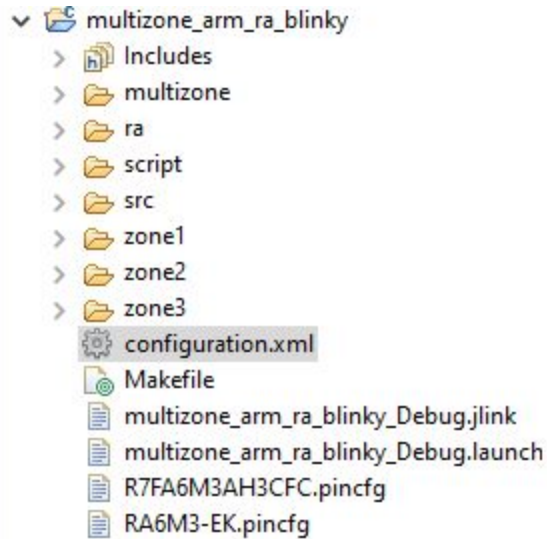 multizone_arm_ra_blinky
Includes
multizone
ra
script
src
zone1
zone2
zone3
configuration.xml
Makefile
multizone_arm_ra_blinky_Debug.jlink
multizone_arm_ra_blinky_Debug.launch
R7FA6M3AH3CFC.pincfg
RA6M3-EK.pincfg